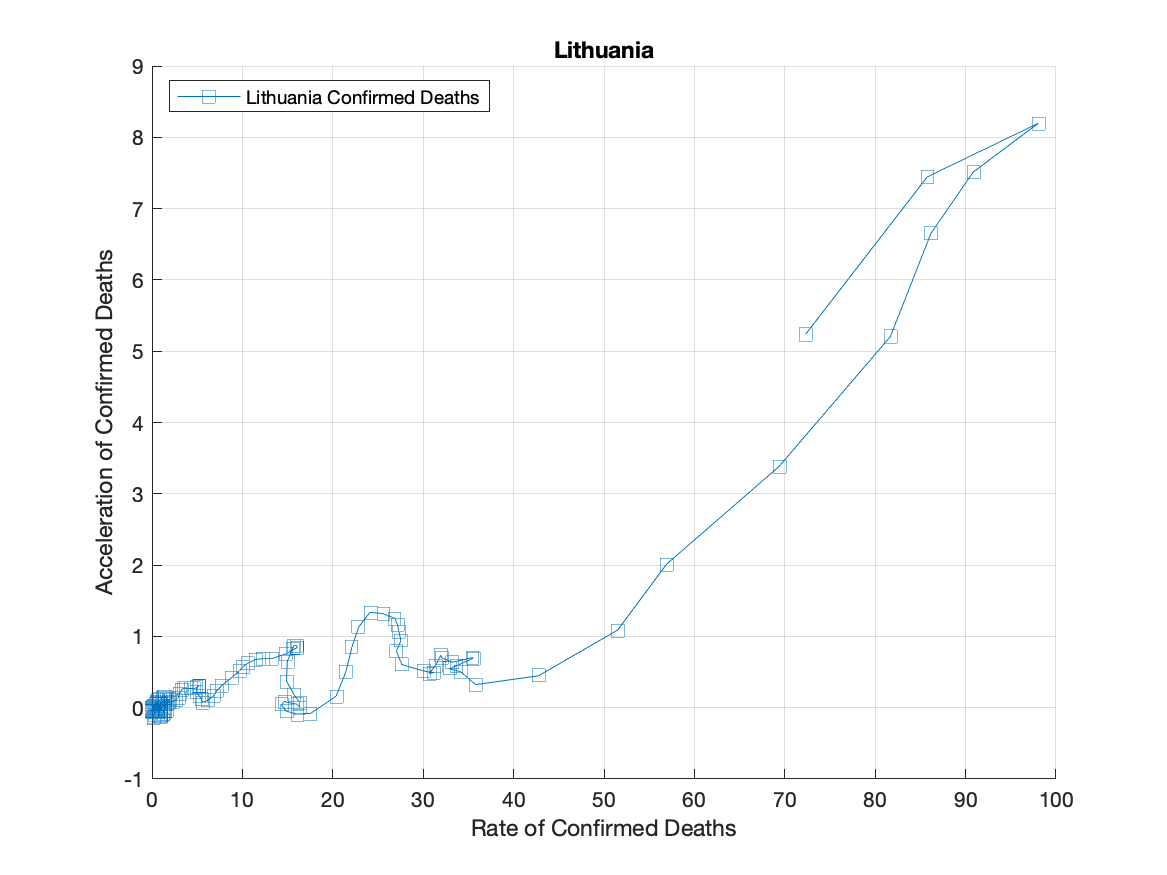 Lithuania
Lithuania Confirmed Deaths
9
8
7
6
5
4
3
2
1
0
-1
Acceleration of Confirmed Deaths
0 10 20 30 40 50 60 70 80 90 100
Rate of Confirmed Deaths